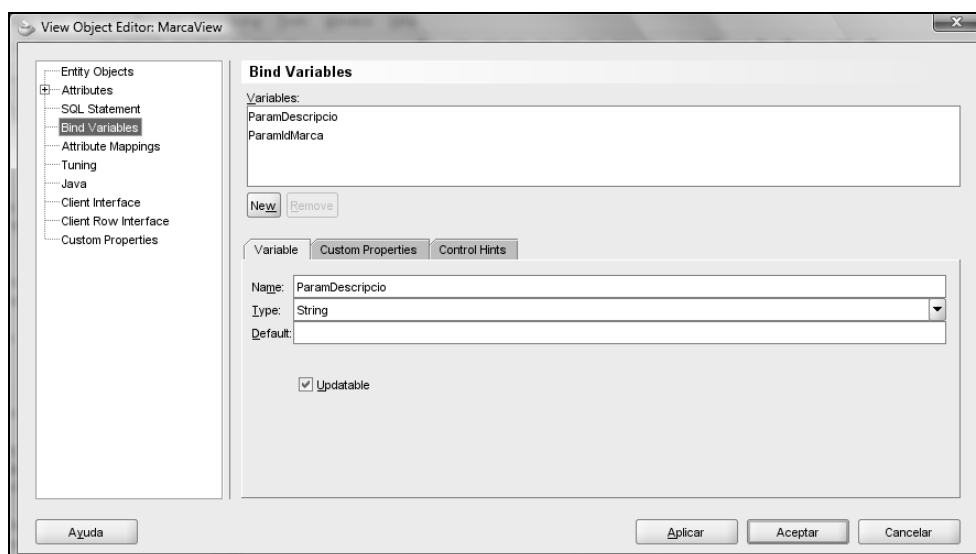 View Object Editor: MarcaView
Entity Objects
Attributes
SQL Statement
Bind Variables
Attribute Mappings
Tuning
Java
Client Interface
Client Row Interface
Custom Properties
Bind Variables
Variables:
ParamDescripcio
ParamIdMarca
New Remove
Variable Custom Properties Control Hints
Name: ParamDescripcio
Type: String
Default:
Updatable
Ayuda Aplicar Aceptar Cancelar